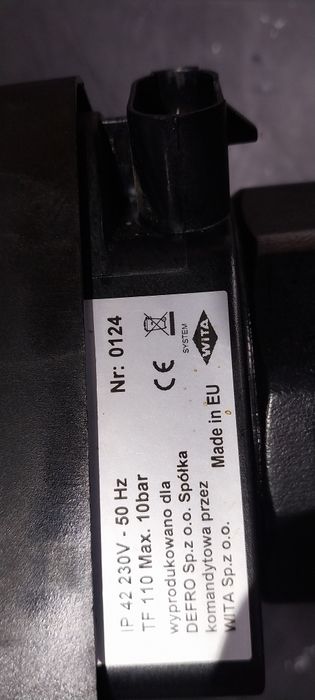 IP 42 230V - 50 Hz
TF 110 Max. 10bar
Nr: 0124
wyprodukowano dla
DEFRO Sp.z o.o. Spółka
komandytowa przez
WITA Sp.z o.o.
Made in EU
CE
SYSTEM
WITA